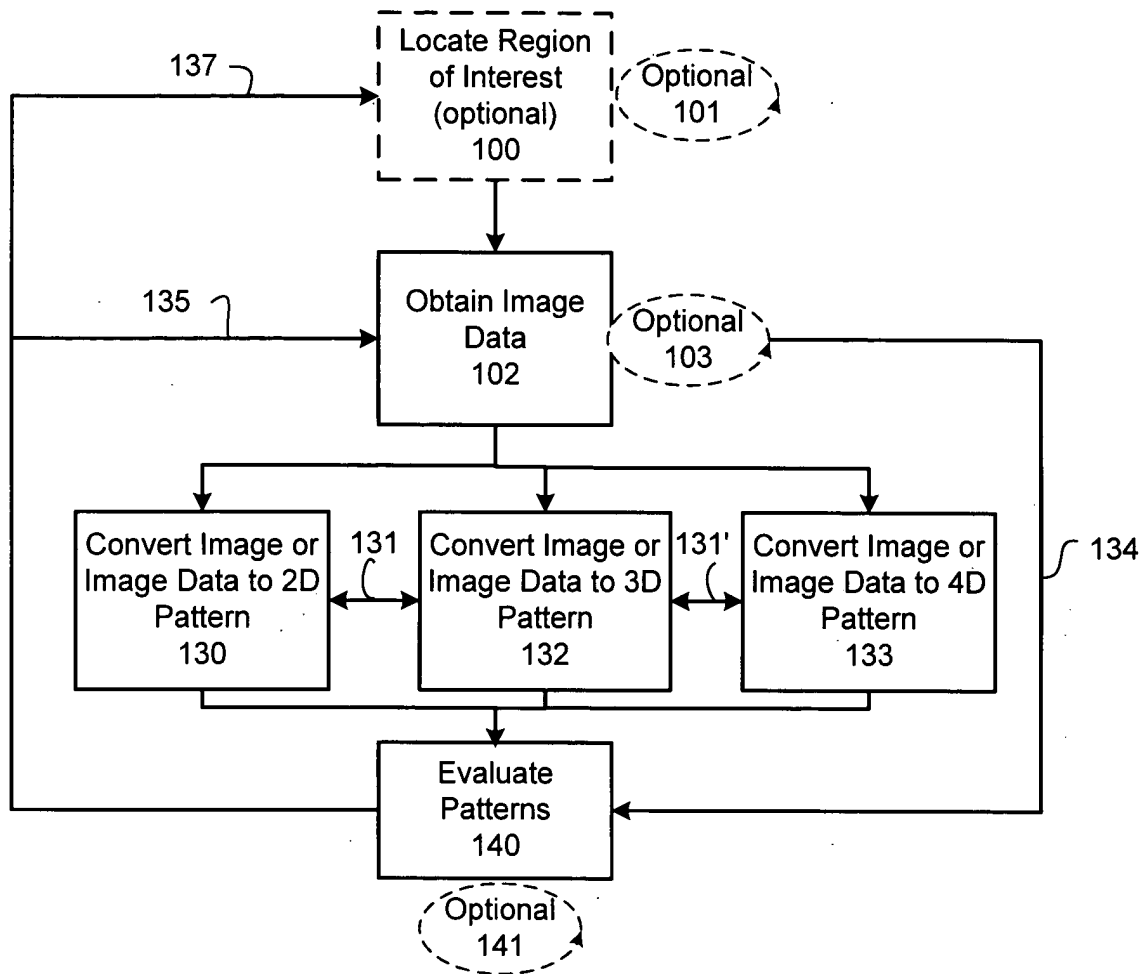 Locate Region
of Interest
(optional)
100
Optional
101
137
Obtain Image
Data
102
Optional
103
135
134
Convert Image or
Image Data to 2D
Pattern
130
131
Convert Image or
Image Data to 3D
Pattern
132
131'
Convert Image or
Image Data to 4D
Pattern
133
Evaluate
Patterns
140
Optional
141